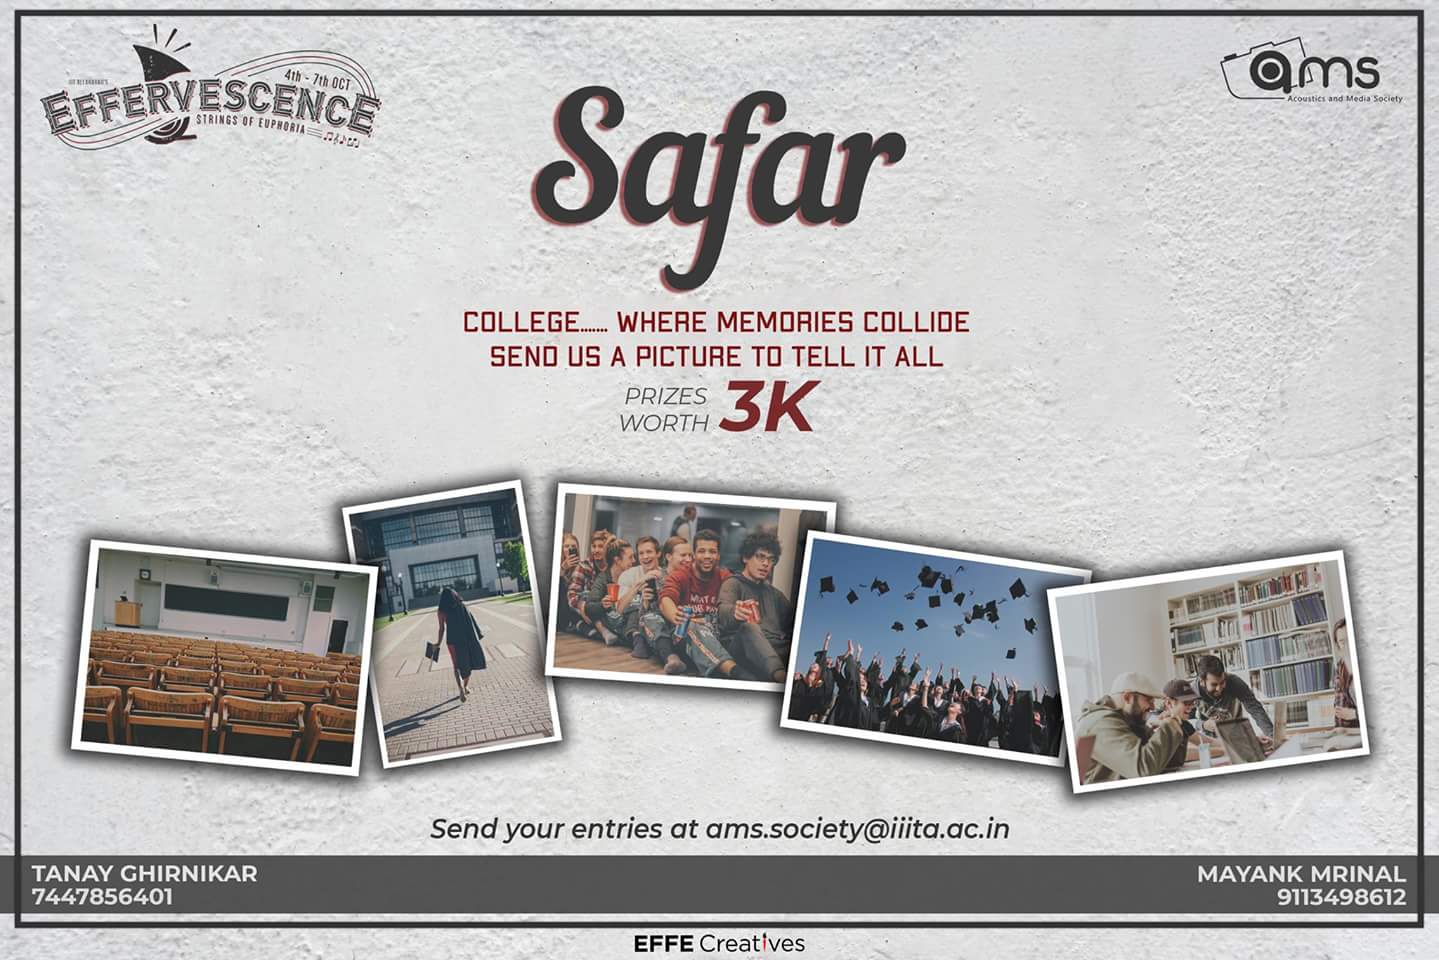 IIIT ALLAHABAD'S
EFFERVESCENCE
4th - 7th OCT
STRINGS OF EUPHORIA
ams
Acoustics and Media Society
Safar
COLLEGE....... WHERE MEMORIES COLLIDE
SEND US A PICTURE TO TELL IT ALL
PRIZES
WORTH 3K
Send your entries at ams.society@iiita.ac.in
TANAY GHIRNIKAR
7447856401
MAYANK MRINAL
9113498612
EFFE Creatives